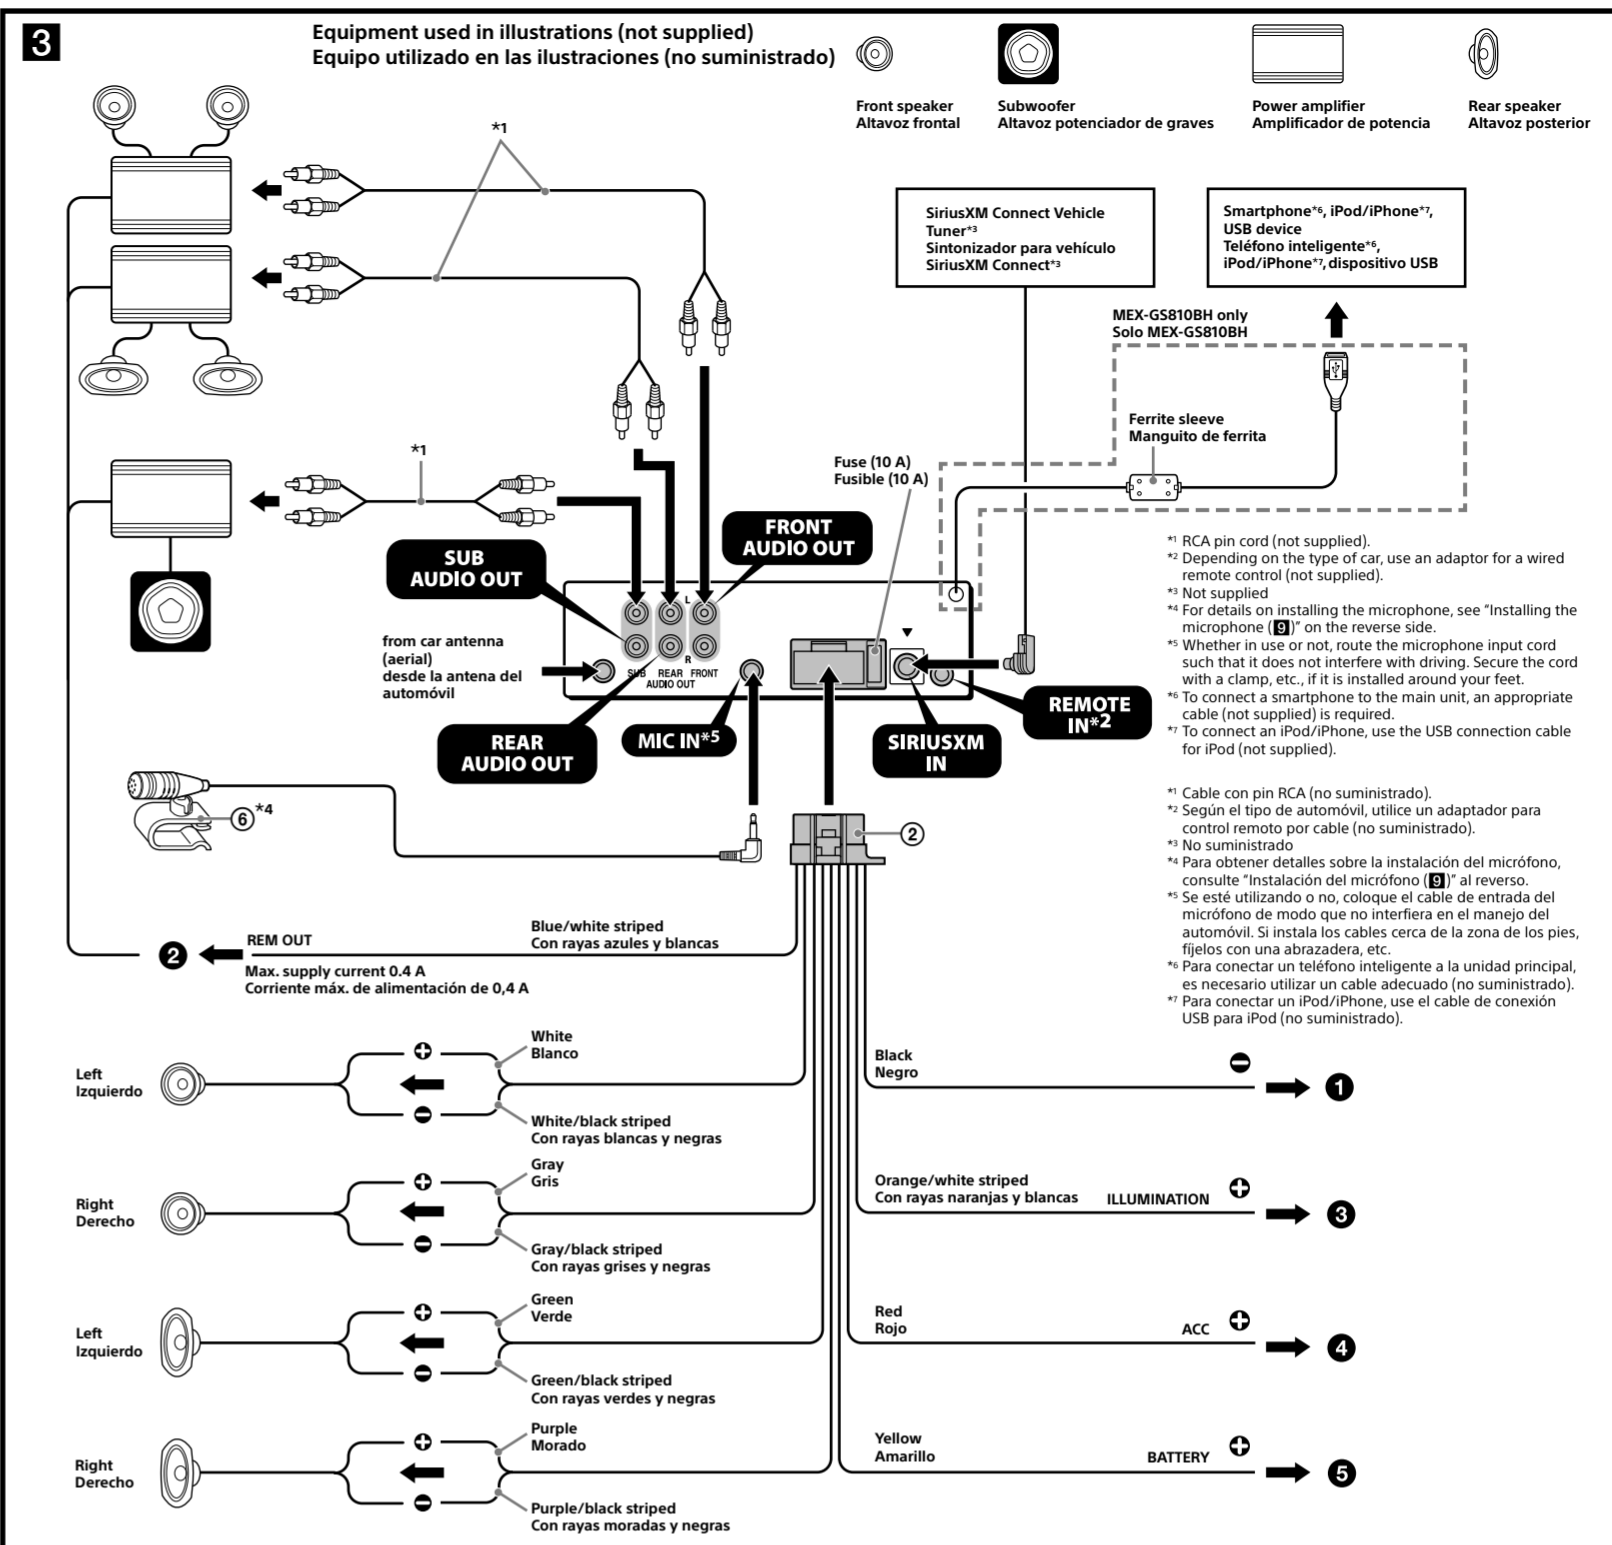 3
Equipment used in illustrations (not supplied)
Equipo utilizado en las ilustraciones (no suministrado)
Front speaker
Altavoz frontal
Subwoofer
Altavoz potenciador de graves
Power amplifier
Amplificador de potencia
Rear speaker
Altavoz posterior
*1
SiriusXM Connect Vehicle
Tuner*3
Sintonizador para vehículo
SiriusXM Connect*3
Smartphone*6, iPod/iPhone*7,
USB device
Teléfono inteligente*6,
iPod/iPhone*7, dispositivo USB
MEX-GS810BH only
Solo MEX-GS810BH
Ferrite sleeve
Manguito de ferrita
*1
Fuse (10 A)
Fusible (10 A)
FRONT
AUDIO OUT
SUB
AUDIO OUT
from car antenna
(aerial)
desde la antena del
automóvil
L
R
SUB REAR FRONT
AUDIO OUT
REAR
AUDIO OUT
MIC IN*5
SIRIUSXM
IN
REMOTE
IN*2
*1 RCA pin cord (not supplied).
*2 Depending on the type of car, use an adaptor for a wired
remote control (not supplied).
*3 Not supplied
*4 For details on installing the microphone, see "Installing the
microphone (9)" on the reverse side.
*5 Whether in use or not, route the microphone input cord
such that it does not interfere with driving. Secure the cord
with a clamp, etc., if it is installed around your feet.
*6 To connect a smartphone to the main unit, an appropriate
cable (not supplied) is required.
*7 To connect an iPod/iPhone, use the USB connection cable
for iPod (not supplied).
*1 Cable con pin RCA (no suministrado).
*2 Según el tipo de automóvil, utilice un adaptador para
control remoto por cable (no suministrado).
*3 No suministrado
*4 Para obtener detalles sobre la instalación del micrófono,
consulte "Instalación del micrófono (9)" al reverso.
*5 Se esté utilizando o no, coloque el cable de entrada del
micrófono de modo que no interfiera en el manejo del
automóvil. Si instala los cables cerca de la zona de los pies,
fíjelos con una abrazadera, etc.
*6 Para conectar un teléfono inteligente a la unidad principal,
es necesario utilizar un cable adecuado (no suministrado).
*7 Para conectar un iPod/iPhone, use el cable de conexión
USB para iPod (no suministrado).
6 *4
2
2
REM OUT
Blue/white striped
Con rayas azules y blancas
Max. supply current 0.4 A
Corriente máx. de alimentación de 0,4 A
Left
Izquierdo
White
Blanco
White/black striped
Con rayas blancas y negras
Right
Derecho
Gray
Gris
Gray/black striped
Con rayas grises y negras
Left
Izquierdo
Green
Verde
Green/black striped
Con rayas verdes y negras
Right
Derecho
Purple
Morado
Purple/black striped
Con rayas moradas y negras
Black
Negro
1
Orange/white striped
Con rayas naranjas y blancas
ILLUMINATION
3
Red
Rojo
ACC
4
Yellow
Amarillo
BATTERY
5